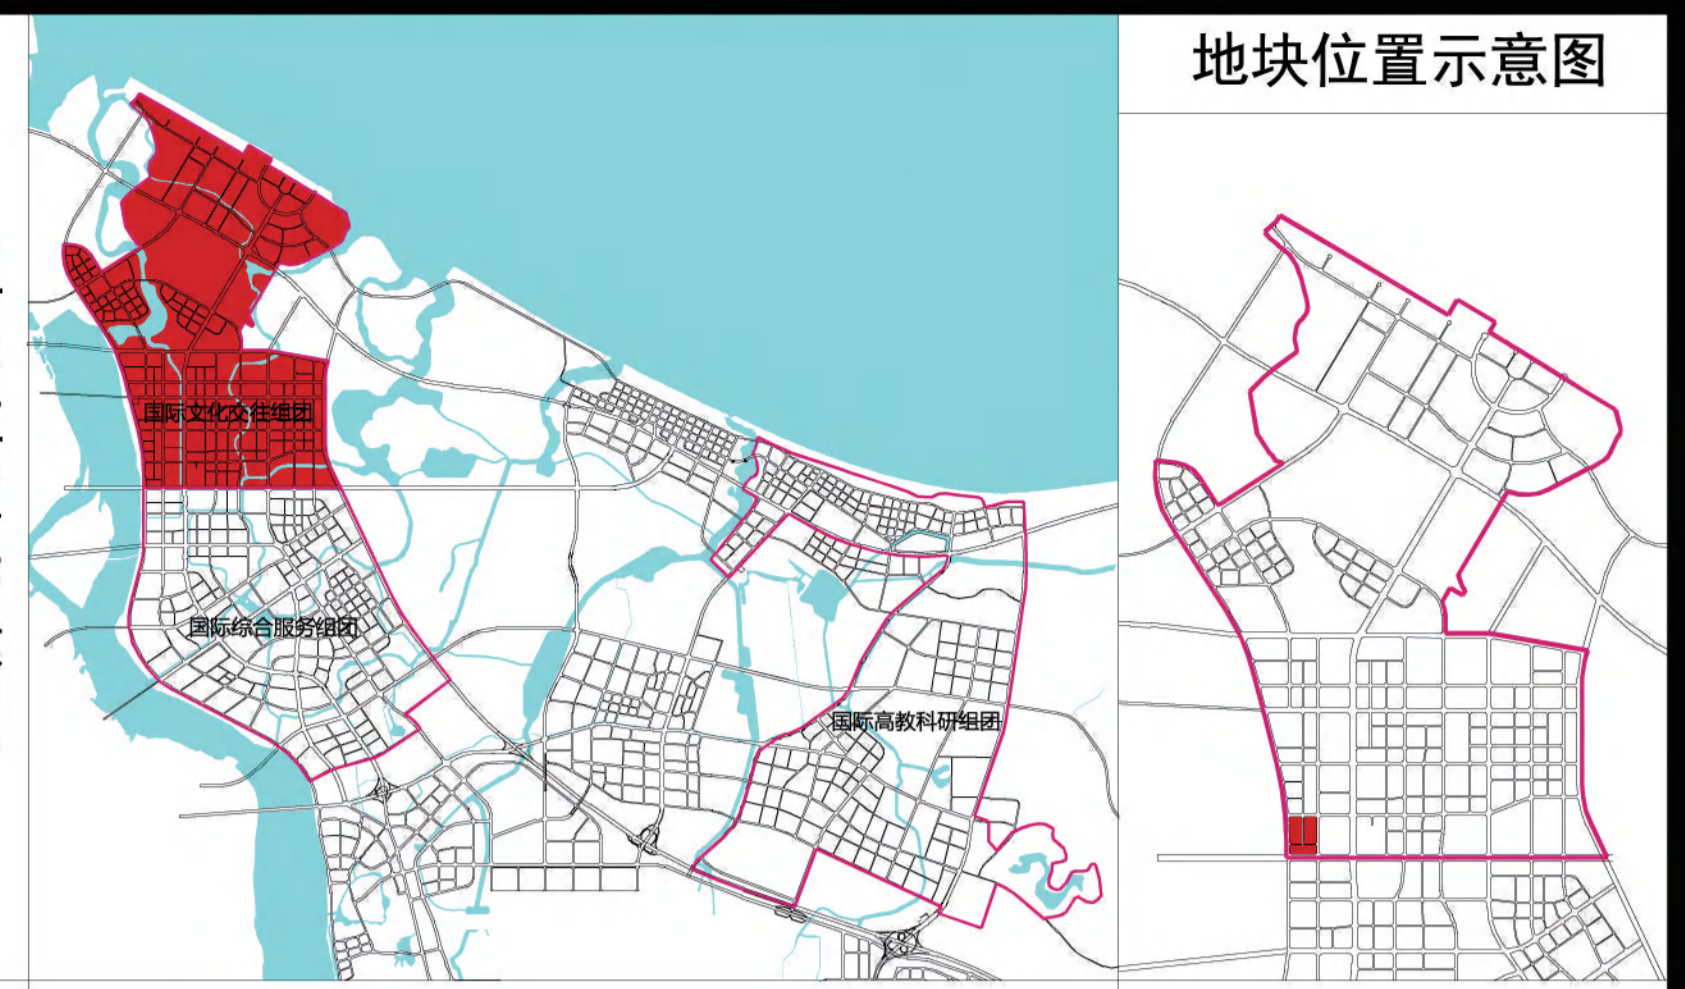 地块位置示意图
国际文化交往组团
国际综合服务组团
国际高教科研组团